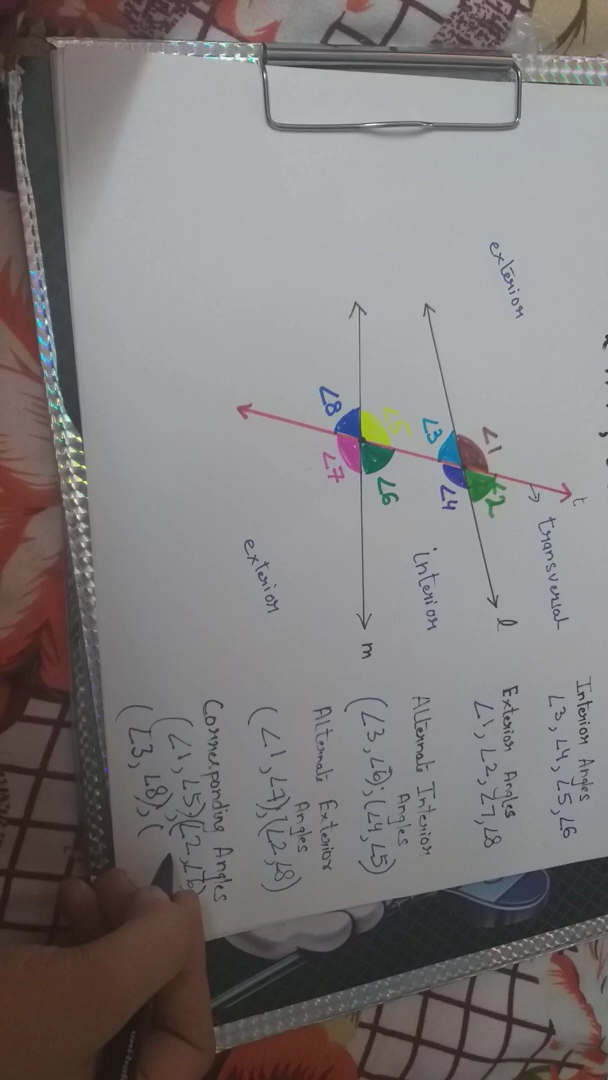 t
transversal
∠1
∠2
∠3
∠4
l
exterior
interior
∠5
∠6
∠8
∠7
m
exterior
Interior Angles
∠3, ∠4, ∠5, ∠6
Exterior Angles
∠1, ∠2, ∠7, ∠8
Alternate Interior
Angles
(∠3, ∠6); (∠4, ∠5)
Alternate Exterior
Angles
(∠1, ∠7); (∠2, ∠8)
Corresponding Angles
(∠1, ∠5), (∠2, ∠6)
(∠3, ∠8), (